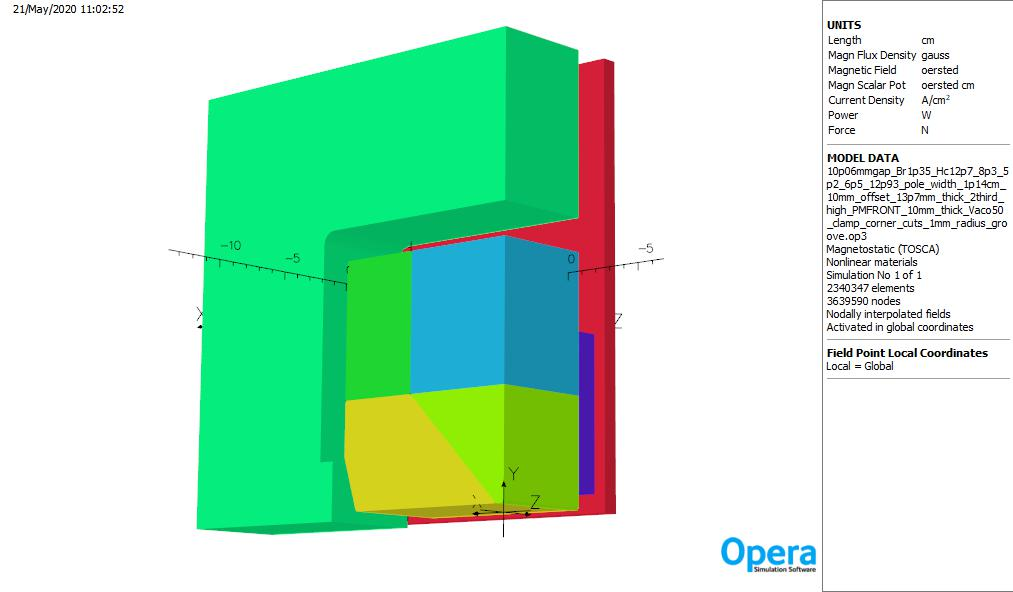 21/May/2020 11:02:52
UNITS
Length cm
Magn Flux Density gauss
Magnetic Field oersted
Magn Scalar Pot oersted cm
Current Density A/cm²
Power W
Force N
MODEL DATA
10p06mmgap_Br1p35_Hc12p7_8p3_5
p2_6p5_12p93_pole_width_1p14cm_
10mm_offset_13p7mm_thick_2third_
high_PMFRONT_10mm_thick_Vaco50
_clamp_corner_cuts_1mm_radius_gro
ove.op3
Magnetostatic (TOSCA)
Nonlinear materials
Simulation No 1 of 1
2340347 elements
3639590 nodes
Nodally interpolated fields
Activated in global coordinates
Field Point Local Coordinates
Local = Global
-10
-5
0
-5
X
Z
Y
X
Z
Opera
Simulation Software